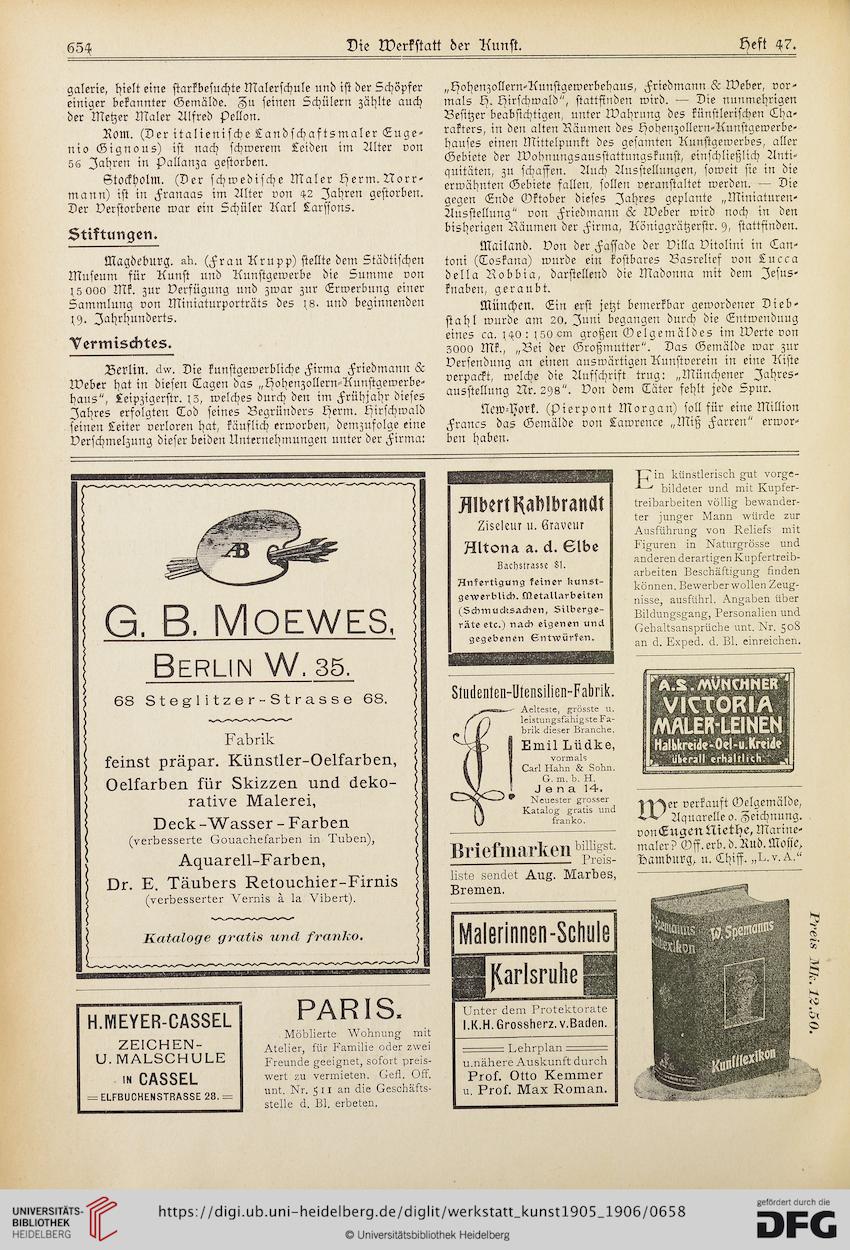 654
Die Werkstatt der Kunst.
Heft 47.
galerie, hielt eine starkbesuchte Malerschule und ist der Schöpfer
einiger bekannter Gemälde. Zu seinen Schülern zählte auch
der Metzer Maler Alfred Pellon.
Rom. (Der italienische Landschaftsmaler Euge-
nio Gignous) ist nach schwerem Leiden im Alter von
56 Jahren in Pallanza gestorben.
Stockholm. (Der schwedische Maler Herm. Norr-
mann) ist in Tranaas im Alter von 42 Jahren gestorben.
Der Verstorbene war ein Schüler Karl Larssons.
Stiftungen.
Magdeburg. ah. (Frau Krupp) stellte dem Städtischen
Museum für Kunst und Kunstgewerbe die Summe von
15000 Mk. zur Verfügung und zwar zur Erwerbung einer
Sammlung von Miniaturporträts des 18. und beginnenden
19. Jahrhunderts.
Vermischtes.
Berlin. dw. Die kunstgewerbliche Firma Friedmann &
Weber hat in diesen Tagen das „Hohenzollern-Kunstgewerbe-
haus“, Leipzigerstr. 13, welches durch den im Frühjahr dieses
Jahres erfolgten Tod seines Begründers Herm. Hirschwald
seinen Leiter verloren hat, käuflich erworben, demzufolge eine
Verschmelzung dieser beiden Unternehmungen unter der Firma:
„Hohenzollern-Kunstgewerbehaus, Friedmann & Weber, vor-
mals H. Hirschwald“, stattfinden wird. — Die nunmehrigen
Besitzer beabsichtigen, unter Wahrung des künstlerischen Cha-
rakters, in den alten Räumen des Hohenzollern-Kunstgewerbe-
hauses einen Mittelpunkt des gesamten Kunstgewerbes, aller
Gebiete der Wohnungsausstattungskunst, einschließlich Anti-
quitäten, zu schaffen. Auch Ausstellungen, soweit sie in die
erwähnten Gebiete fallen, sollen veranstaltet werden. — Die
gegen Ende Oktober dieses Jahres geplante „Miniaturen-
Ausstellung“ von Friedmann & Weber wird noch in den
bisherigen Räumen der Firma, Königgrätzerstr. 9, stattfinden.
Mailand. Von der Fassade der Villa Vitolini in Can-
toni (Toskana) wurde ein kostbares Basrelief von Lucca
della Robbia, darstellend die Madonna mit dem Jesus-
knaben, geraubt.
München. Ein erst jetzt bemerkbar gewordener Dieb-
stahl wurde am 20. Juni begangen durch die Entwendung
eines ca. 140 : 150 cm großen Oelgemäldes im Werte von
3000 Mk., „Bei der Großmutter“. Das Gemälde war zur
Versendung an einen auswärtigen Kunstverein in eine Kiste
verpackt, welche die Aufschrift trug: „Münchener Jahres-
ausstellung Nr. 298“. Von dem Täter fehlt jede Spur.
New-York. (Pierpont Morgan) soll für eine Million
Francs das Gemälde von Lawrence „Miß Farren“ erwor-
ben haben.
AB
G. B. MOEWES,
BERLIN W. 35.
68 Steglitzer-Strasse 68.
Fabrik
feinst präpar. Künstler-Oelfarben,
Oelfarben für Skizzen und deko-
rative Malerei,
Deck-Wasser-Farben
(verbesserte Gouachefarben in Tuben),
Aquarell-Farben,
Dr. E. Täubers Retouchier-Firnis
(verbesserter Vernis à la Vibert).
Kataloge gratis und franko.
H. MEYER-CASSEL
ZEICHEN-
U. MALSCHULE
IN CASSEL
ELFBUCHENSTRASSE 28.
PARIS.
Möblierte Wohnung mit
Atelier, für Familie oder zwei
Freunde geeignet, sofort preis-
wert zu vermieten. Gefl. Off.
unt. Nr. 511 an die Geschäfts-
stelle d. Bl. erbeten.
Albert Kahlbrandt
Ziseleur u. Graveur
Altona a. d. Elbe
Bachstrasse 81.
Anfertigung feiner kunst-
gewerblich. Metallarbeiten
(Schmucksachen, Silberge-
räte etc.) nach eigenen und
gegebenen Entwürfen.
Studenten-Utensilien-Fabrik.
Aelteste, grösste u.
leistungsfähigste Fa-
brik dieser Branche.
Emil Lüdke,
vormals
Carl Hahn & Sohn.
G. m. b. H.
Jena 14.
Neuester grosser
Katalog gratis und
franko.
Briefmarken billigst.
Preis-
liste sendet Aug. Marbes,
Bremen.
Malerinnen-Schule
Karlsruhe
Unter dem Protektorate
I. K. H. Grossherz. v. Baden.
Lehrplan
u. nähere Auskunft durch
Prof. Otto Kemmer
u. Prof. Max Roman.
Ein künstlerisch gut vorge-
bildeter und mit Kupfer-
treibarbeiten völlig bewander-
ter junger Mann würde zur
Ausführung von Reliefs mit
Figuren in Naturgrösse und
anderen derartigen Kupfertreib-
arbeiten Beschäftigung finden
können. Bewerber wollen Zeug-
nisse, ausführl. Angaben über
Bildungsgang, Personalien und
Gehaltsansprüche unt. Nr. 508
an d. Exped. d. Bl. einreichen.
A. S. MÜNCHNER
VICTORIA
MALER-LEINEN
Halbkreide-Oel-u. Kreide
überall erhältlich
Wer verkauft Oelgemälde,
Aquarelle o. Zeichnung.
von Eugen Niethe, Marine-
maler? Off. erb. d. Rud. Mosse,
Hamburg, u. Chiff. „L. v. A.“
Spemanns
lexikon
W. Spemanns
Kunstlexikon
Preis Mk. 12.50.
UNIVERSITÄTS-
BIBLIOTHEK
HEIDELBERG
https://digi.ub.uni-heidelberg.de/diglit/werkstatt_kunst1905_1906/0658
© Universitätsbibliothek Heidelberg
gefördert durch die
DFG